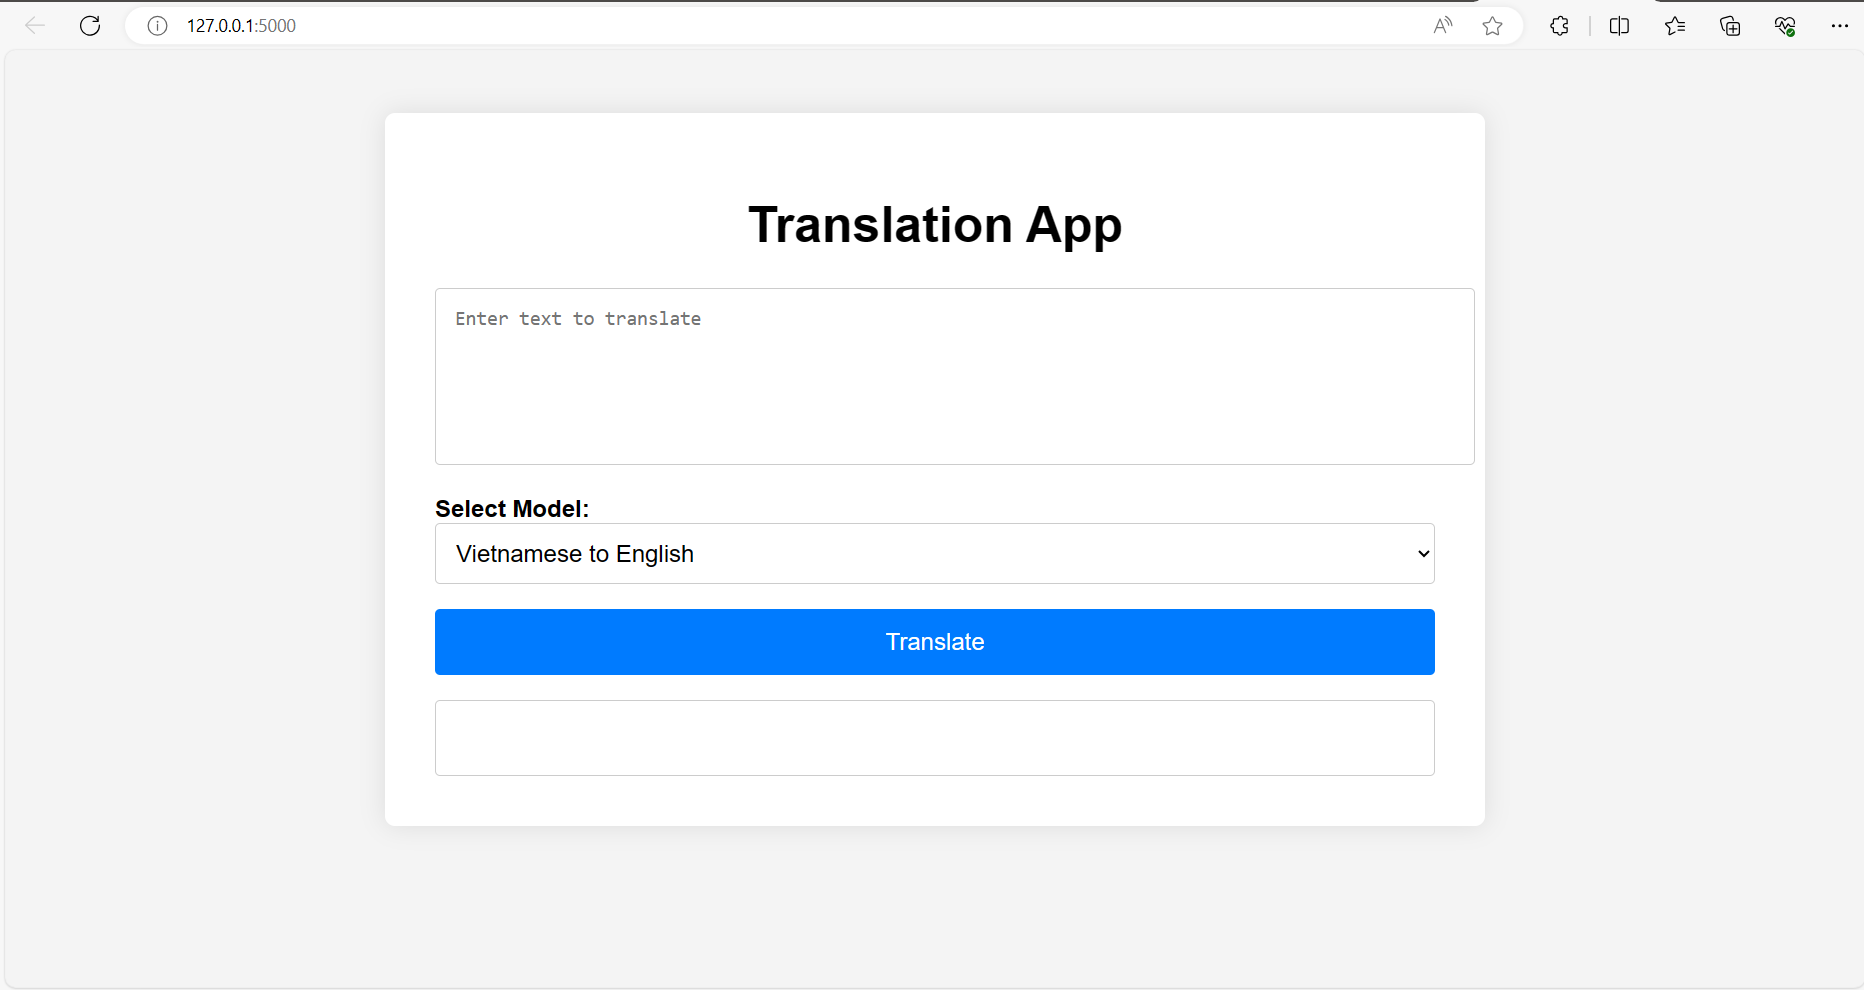 127.0.0.1:5000
Translation App
Enter text to translate
Select Model:
Vietnamese to English
Translate